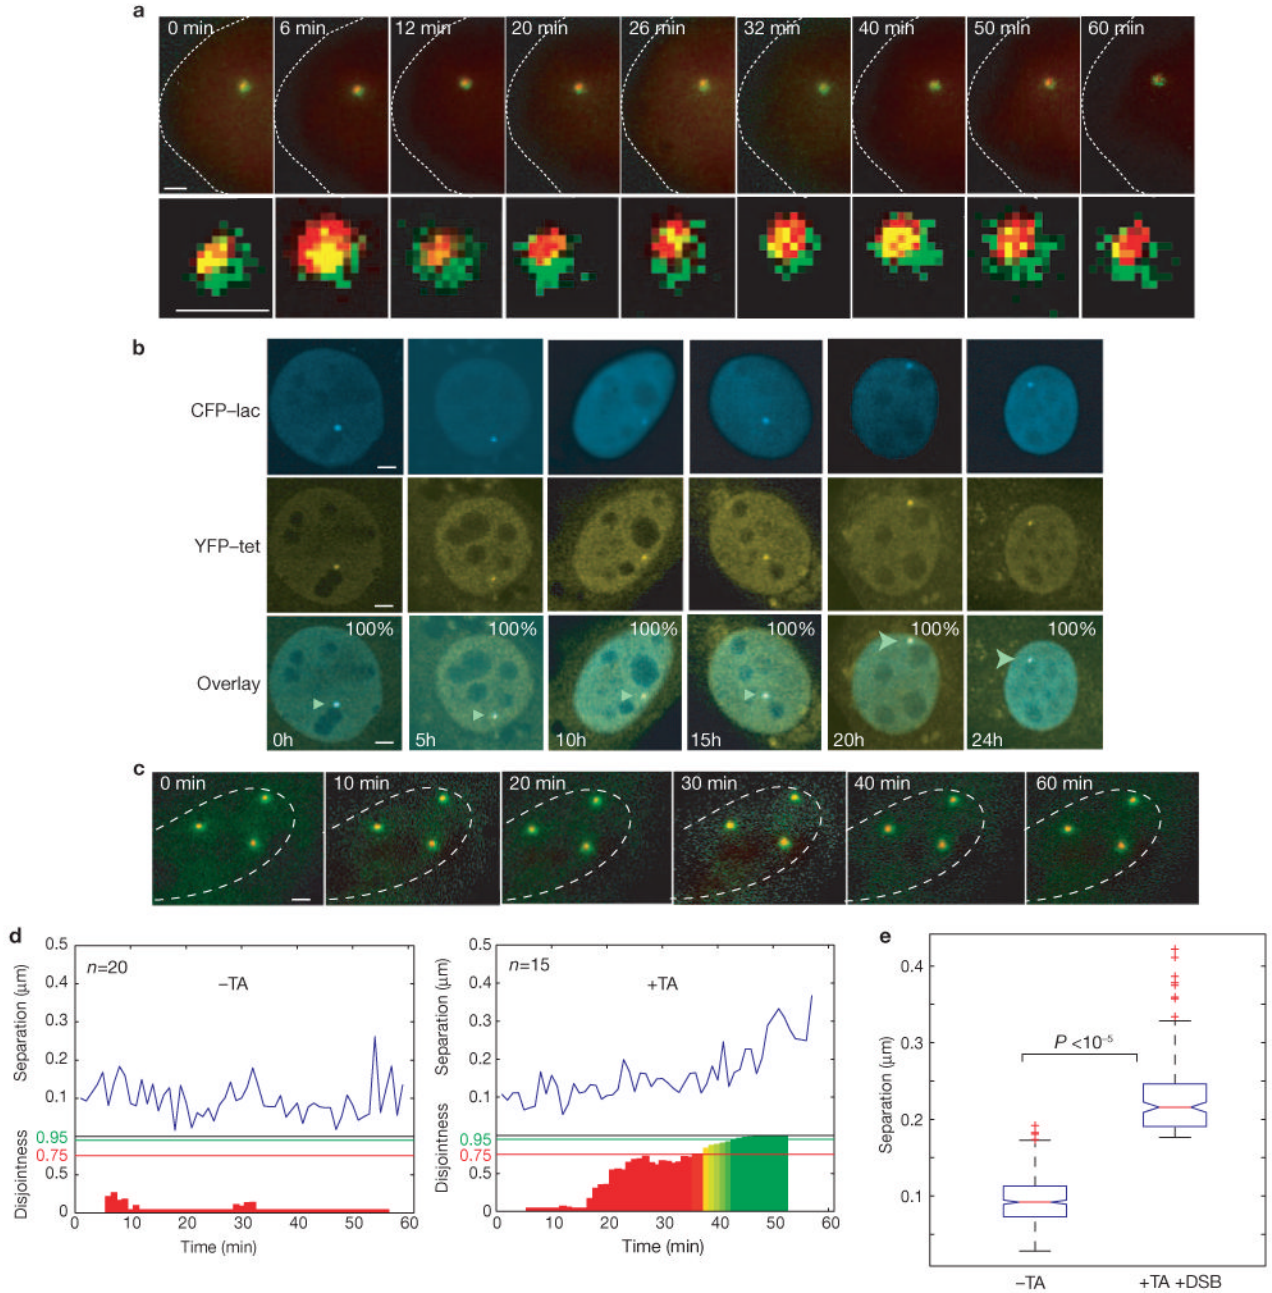 a
0 min 6 min 12 min 20 min 26 min 32 min 40 min 50 min 60 min
b
CFP–lac
YFP–tet
Overlay
100% 100% 100% 100% 100% 100%
0h 5h 10h 15h 20h 24h
c
0 min 10 min 20 min 30 min 40 min 60 min
d
0.5
n=20
–TA
0.4
0.3
0.2
0.1
Separation (μm)
0.95
0.75
0.5
0
Disjointness
0 10 20 30 40 50 60
Time (min)
0.5
n=15
+TA
0.4
0.3
0.2
0.1
Separation (μm)
0.95
0.75
0.5
0
Disjointness
0 10 20 30 40 50 60
Time (min)
e
0.4
0.3
0.2
0.1
Separation (μm)
P <10⁻⁵
–TA +TA +DSB